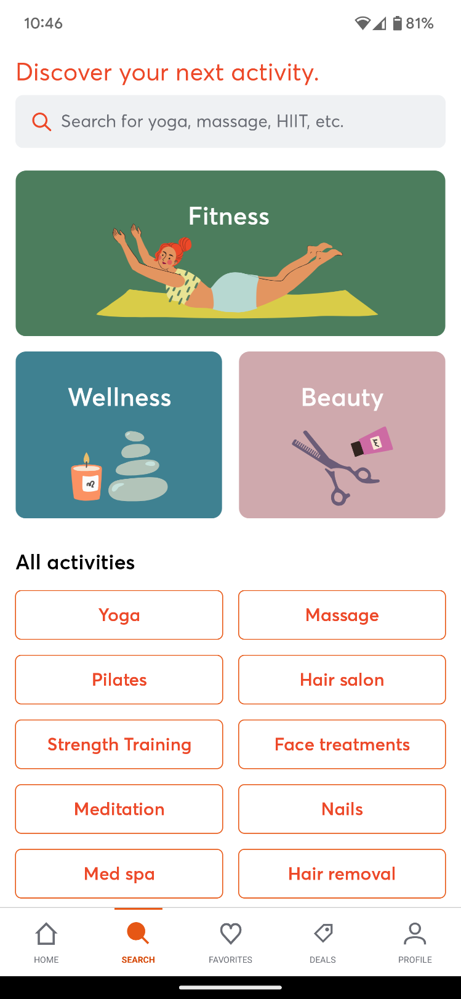 10:46
81%
Discover your next activity.
Search for yoga, massage, HIIT, etc.
Fitness
Wellness
Beauty
All activities
Yoga
Massage
Pilates
Hair salon
Strength Training
Face treatments
Meditation
Nails
Med spa
Hair removal
HOME
SEARCH
FAVORITES
DEALS
PROFILE